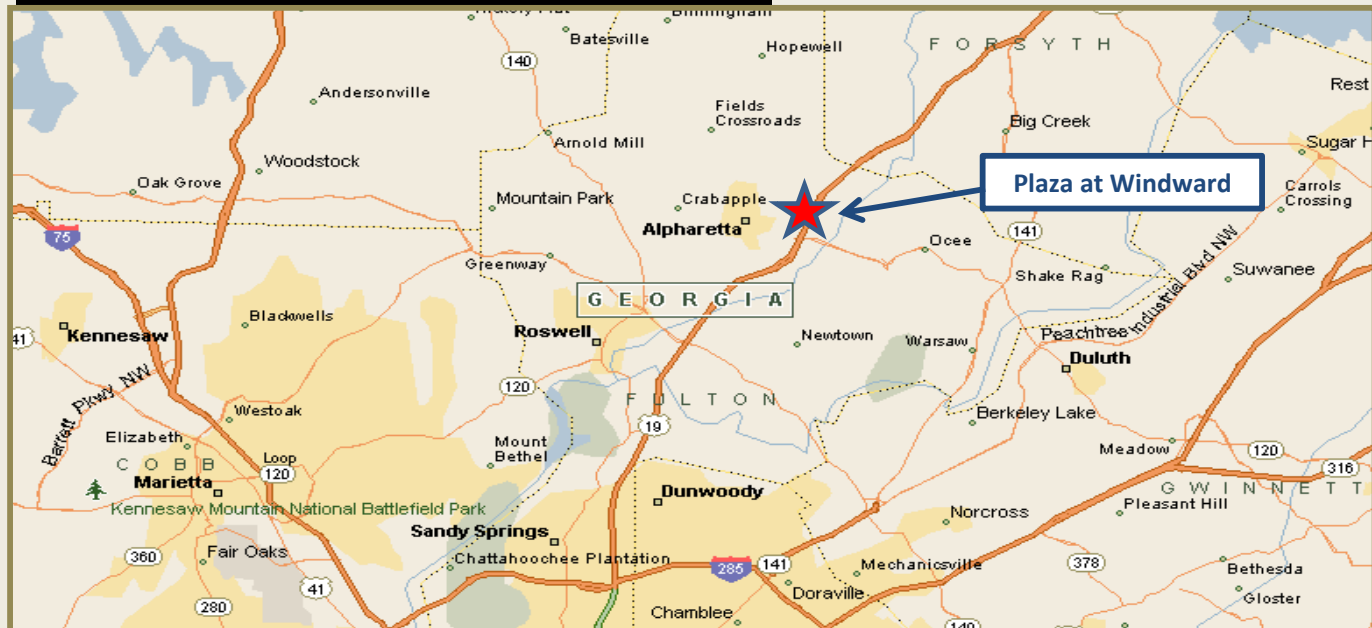 Birmingham
Batesville
Hopewell
FORSYTH
140
Andersonville
Rest
Fields
Crossroads
Big Creek
Arnold Mill
Sugar H
Woodstock
Plaza at Windward
Oak Grove
Mountain Park
Crabapple
Carrols
Crossing
Alpharetta
75
141
Ocee
Greenway
Shake Rag
Suwanee
GEORGIA
Blackwells
Kennesaw
41
Roswell
Newtown
Warsaw
Peachtree Industrial Blvd NW
Duluth
Barrett Pkwy NW
120
FULTON
Westoak
19
Berkeley Lake
Elizabeth
Mount
Bethel
Meadow
120
COBB
Loop
120
316
Marietta
GWINNETT
Dunwoody
Kennesaw Mountain National Battlefield Park
Pleasant Hill
Norcross
Sandy Springs
360
Fair Oaks
Chattahoochee Plantation
285
141
Mechanicsville
378
Bethesda
41
Doraville
280
Gloster
Chamblee
140